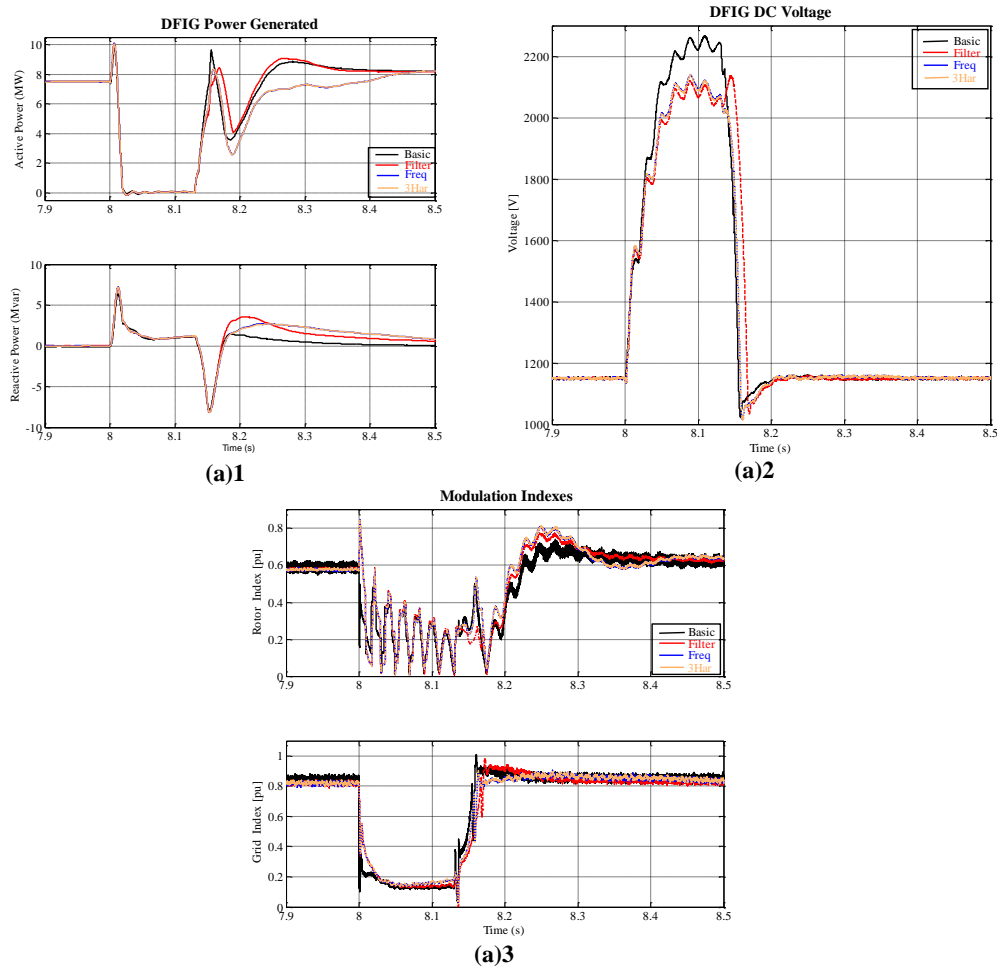 DFIG Power Generated
Active Power (MW)
10
8
6
4
2
0
Basic
Filter
Freq
3Har
7.9 8 8.1 8.2 8.3 8.4 8.5
Reactive Power (Mvar)
10
5
0
-5
-10
7.9 8 8.1 8.2 8.3 8.4 8.5
Time (s)
(a)1
DFIG DC Voltage
Voltage [V]
2200
2000
1800
1600
1400
1200
1000
Basic
Filter
Freq
3Har
7.9 8 8.1 8.2 8.3 8.4 8.5
Time (s)
(a)2
Modulation Indexes
Rotor Index [pu]
0.8
0.6
0.4
0.2
0
Basic
Filter
Freq
3Har
7.9 8 8.1 8.2 8.3 8.4 8.5
Grid Index [pu]
1
0.8
0.6
0.4
0.2
0
7.9 8 8.1 8.2 8.3 8.4 8.5
Time (s)
(a)3